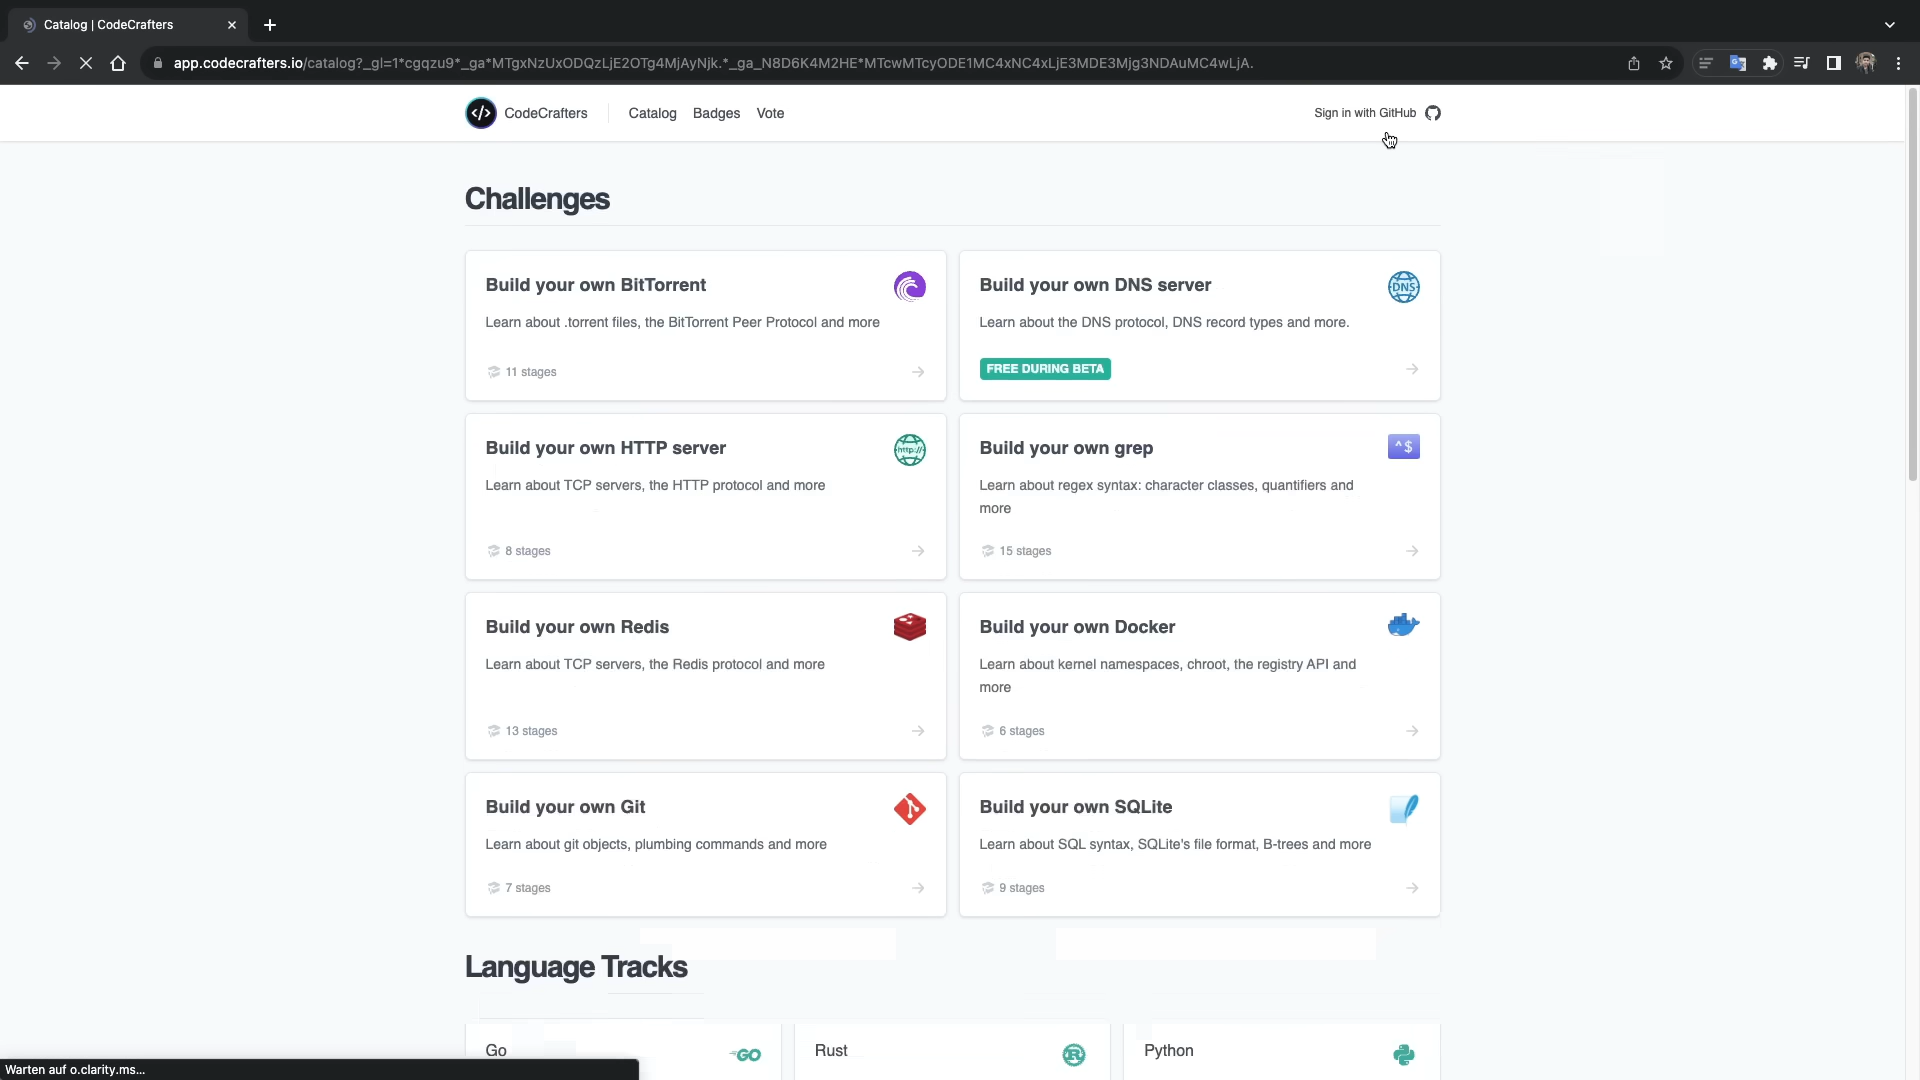 Catalog | CodeCrafters
app.codecrafters.io/catalog?_gl=1*cgqzu9*_ga*MTgxNzUxODQzLjE2OTg4MjAyNjk.*_ga_N8D6K4M2HE*MTcwMTcyODE1MC4xNC4xLjE3MDE3Mjg3NDAuMC4wLjA.
CodeCrafters
Catalog
Badges
Vote
Sign in with GitHub
Challenges
Build your own BitTorrent
Learn about .torrent files, the BitTorrent Peer Protocol and more
11 stages
Build your own DNS server
DNS
Learn about the DNS protocol, DNS record types and more.
FREE DURING BETA
Build your own HTTP server
http://
Learn about TCP servers, the HTTP protocol and more
8 stages
Build your own grep
^$
Learn about regex syntax: character classes, quantifiers and
more
15 stages
Build your own Redis
Learn about TCP servers, the Redis protocol and more
13 stages
Build your own Docker
Learn about kernel namespaces, chroot, the registry API and
more
6 stages
Build your own Git
Learn about git objects, plumbing commands and more
7 stages
Build your own SQLite
Learn about SQL syntax, SQLite's file format, B-trees and more
9 stages
Language Tracks
Go
GO
Rust
R
Python
Warten auf o.clarity.ms...